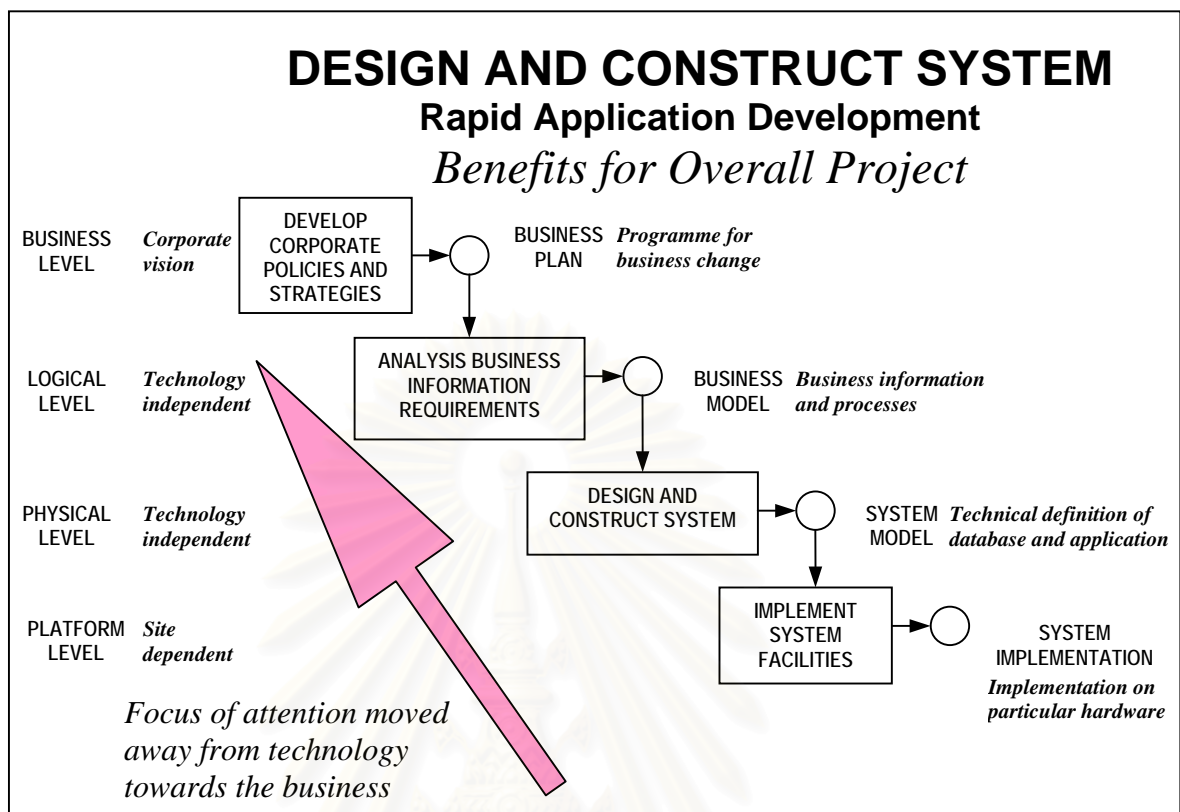 DESIGN AND CONSTRUCT SYSTEM
Rapid Application Development
Benefits for Overall Project
BUSINESS
LEVEL
Corporate
vision
DEVELOP
CORPORATE
POLICIES AND
STRATEGIES
BUSINESS
PLAN
Programme for
business change
LOGICAL
LEVEL
Technology
independent
ANALYSIS BUSINESS
INFORMATION
REQUIREMENTS
BUSINESS
MODEL
Business information
and processes
PHYSICAL
LEVEL
Technology
independent
DESIGN AND
CONSTRUCT SYSTEM
SYSTEM
MODEL
Technical definition of
database and application
PLATFORM
LEVEL
Site
dependent
IMPLEMENT
SYSTEM
FACILITIES
SYSTEM
IMPLEMENTATION
Implementation on
particular hardware
Focus of attention moved
away from technology
towards the business